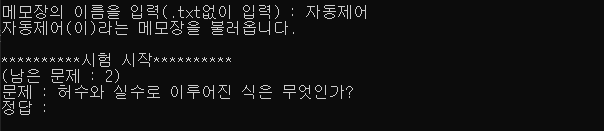 메모장의 이름을 입력(.txt없이 입력) : 자동제어
자동제어(이)라는 메모장을 불러옵니다.
**********시험 시작**********
(남은 문제 : 2)
문제 : 허수와 실수로 이루어진 식은 무엇인가?
정답 :